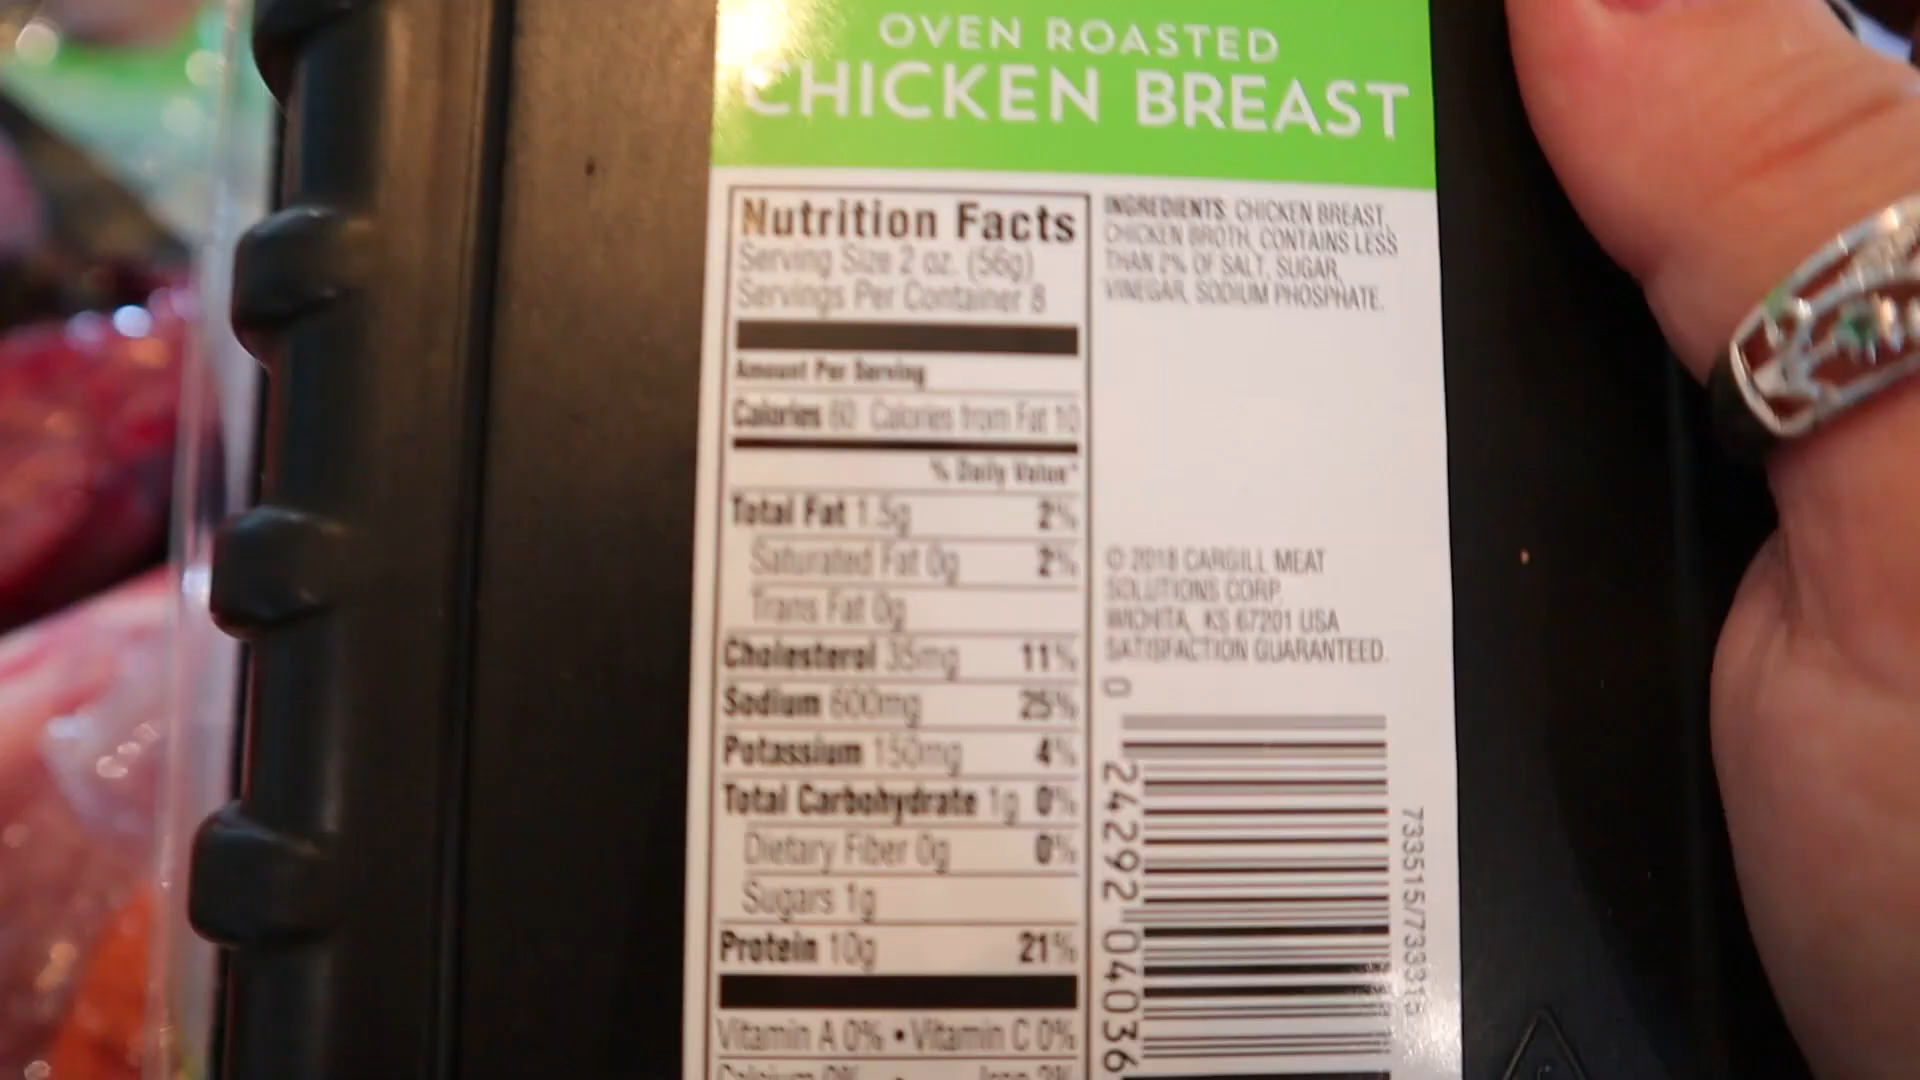 OVEN ROASTED
CHICKEN BREAST
Nutrition Facts
Serving Size 2 oz. (56g)
Servings Per Container 8
Amount Per Serving
Calories 60 Calories from Fat 10
% Daily Value*
Total Fat 1.5g 2%
Saturated Fat 0g 2%
Trans Fat 0g
Cholesterol 35mg 11%
Sodium 600mg 25%
Potassium 150mg 4%
Total Carbohydrate 1g 0%
Dietary Fiber 0g 0%
Sugars 1g
Protein 10g 21%
Vitamin A 0% • Vitamin C 0%
INGREDIENTS: CHICKEN BREAST,
CHICKEN BROTH, CONTAINS LESS
THAN 2% OF SALT, SUGAR,
VINEGAR, SODIUM PHOSPHATE.
© 2018 CARGILL MEAT
SOLUTIONS CORP.
WICHITA, KS 67201 USA
SATISFACTION GUARANTEED.
0 24292 04036